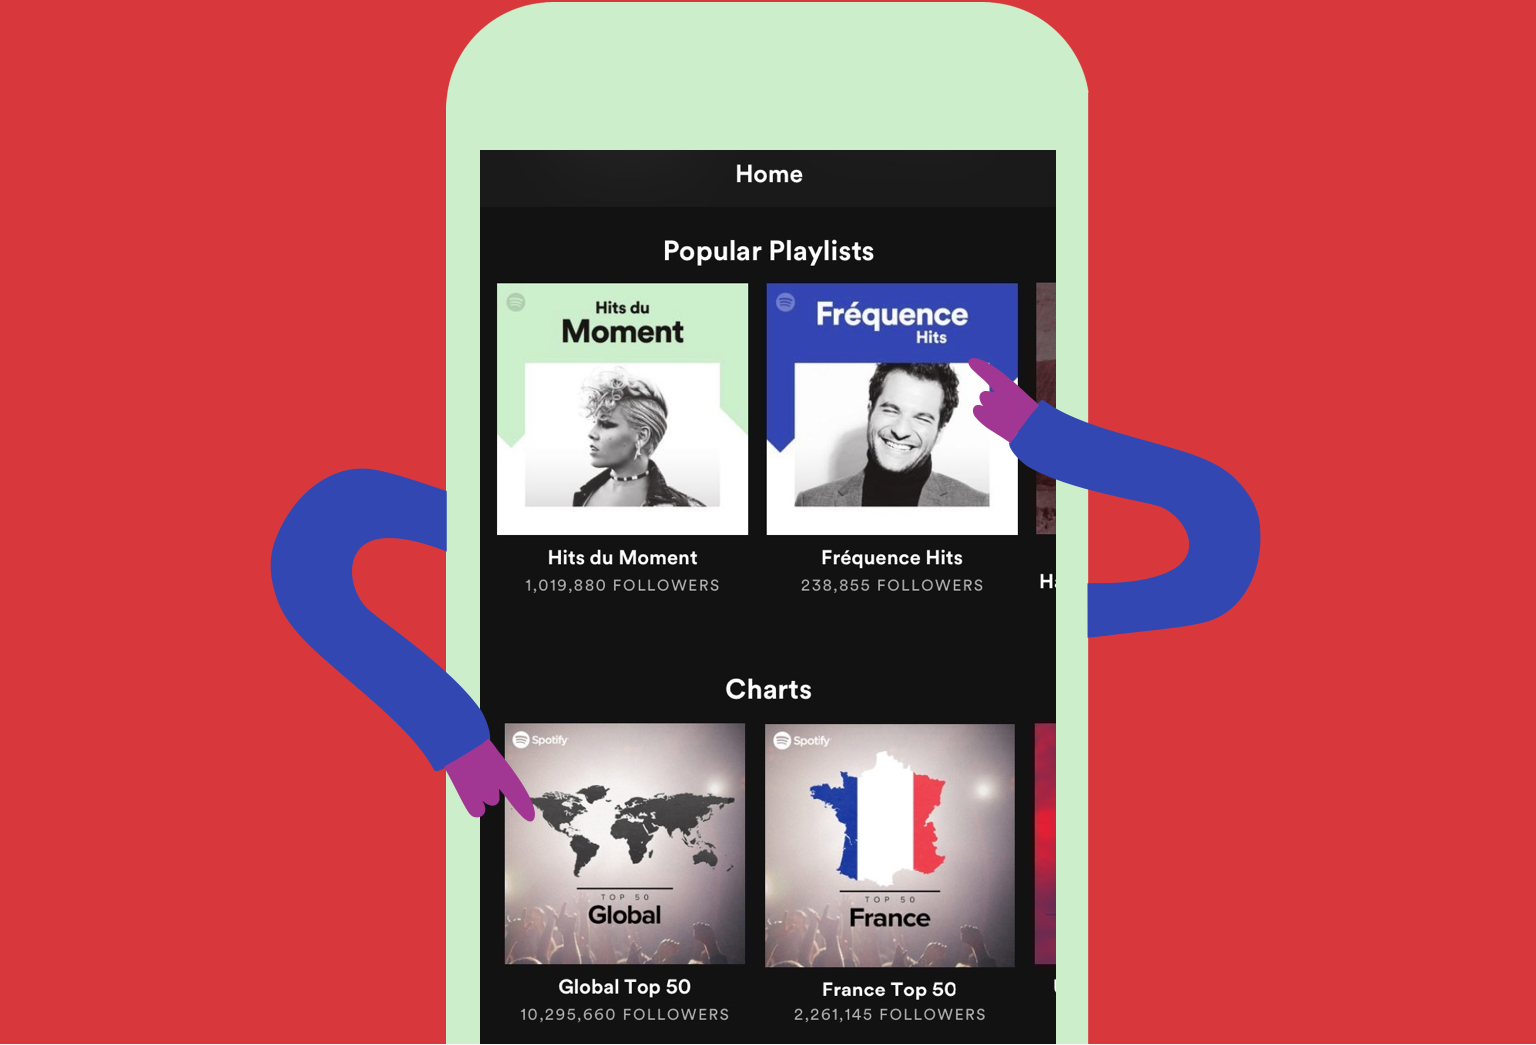 Home
Popular Playlists
Hits du
Moment
Fréquence
Hits
Hits du Moment
1,019,880 FOLLOWERS
Fréquence Hits
238,855 FOLLOWERS
Charts
Spotify
TOP 50
Global
Spotify
TOP 50
France
Global Top 50
10,295,660 FOLLOWERS
France Top 50
2,261,145 FOLLOWERS